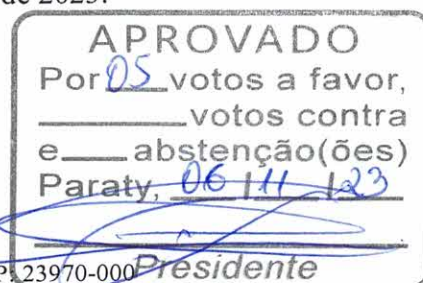 de 2023.
APROVADO
Por 05 votos a favor,
votos contra
e abstenção(ões)
Paraty, 06 / 11 / 23
P: 23970-000 Presidente